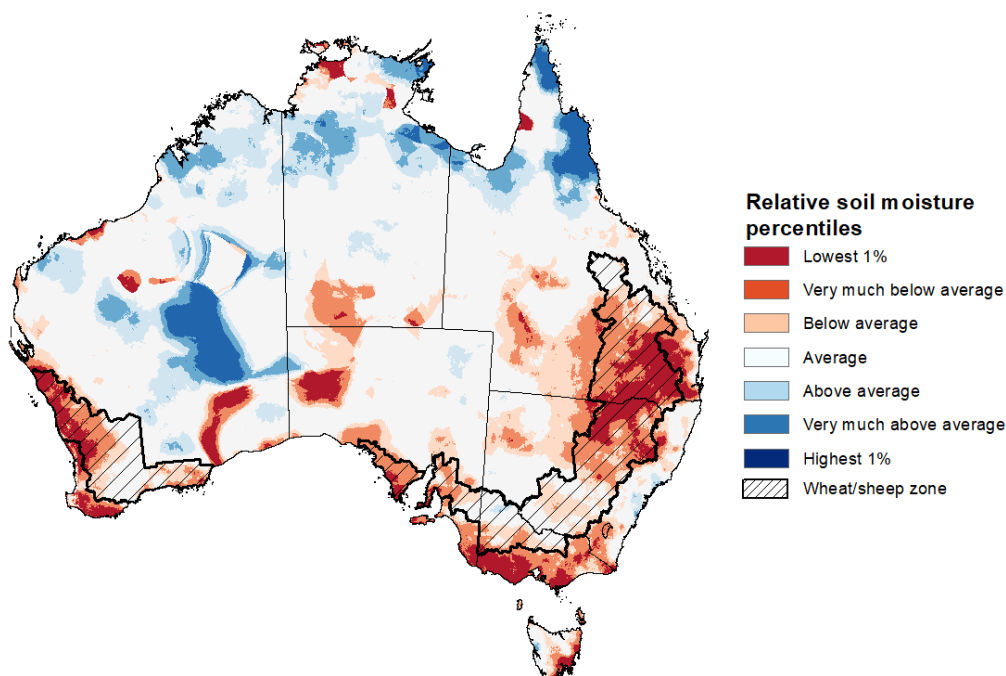 Relative soil moisture
percentiles
Lowest 1%
Very much below average
Below average
Average
Above average
Very much above average
Highest 1%
Wheat/sheep zone